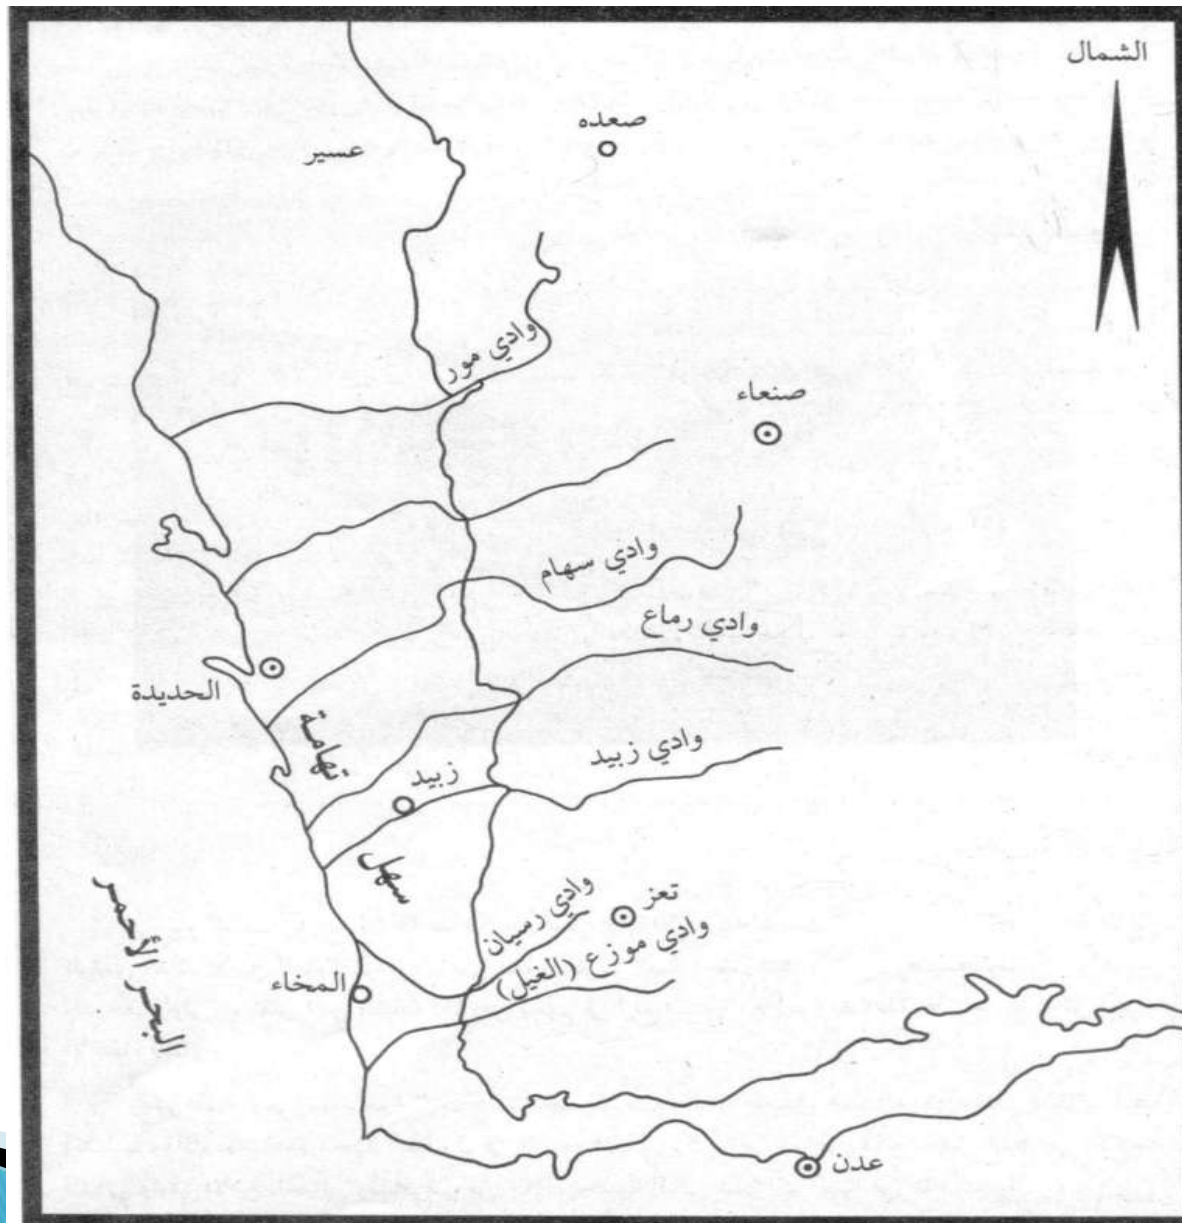 الشمال
صعده
عسير
وادي مور
صنعاء
وادي سهام
وادي رماع
الحديدة
تهامة
وادي زبيد
زبيد
سهل
وادي رسيان
تعز
وادي موزع (الغيل)
البحر الأحمر
المخاء
عدن